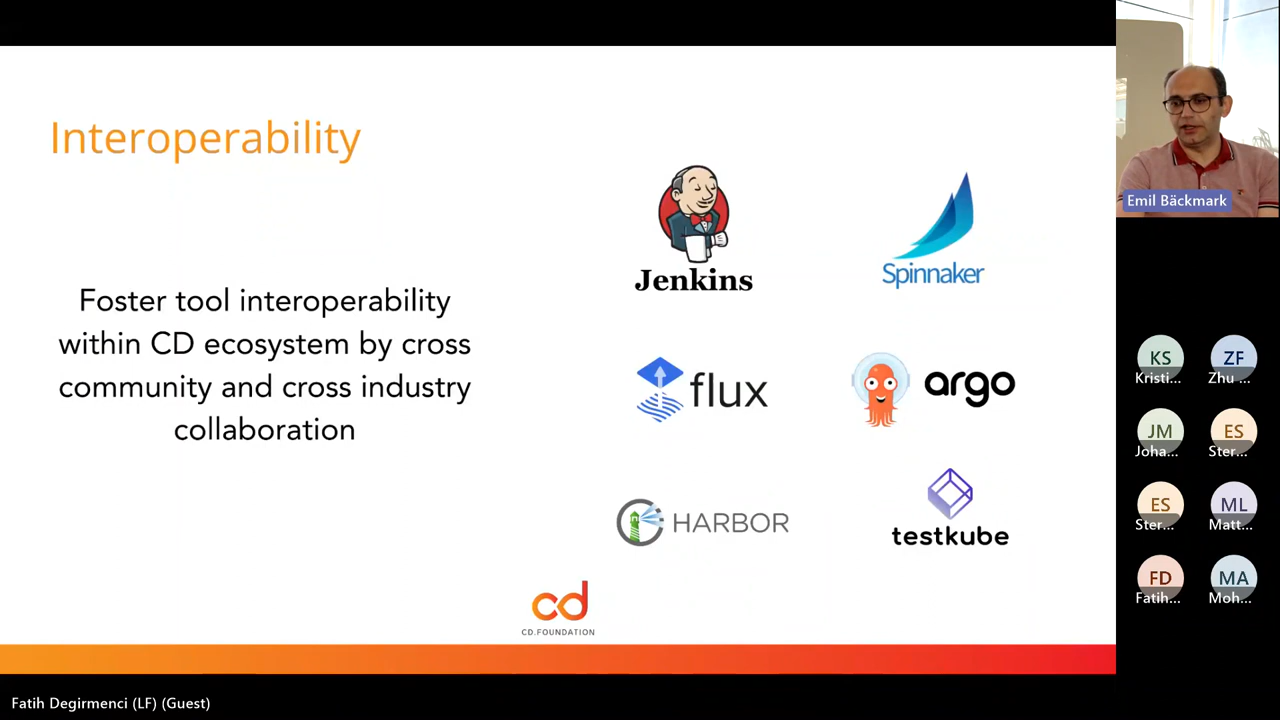 Interoperability
Foster tool interoperability
within CD ecosystem by cross
community and cross industry
collaboration
Jenkins
Spinnaker
flux
argo
HARBOR
testkube
cd
CD.FOUNDATION
Fatih Degirmenci (LF) (Guest)
Emil Bäckmark
KS
Kristi...
ZF
Zhu ...
JM
Joha...
ES
Ster...
ES
Ster...
ML
Matt...
FD
Fatih...
MA
Moh...